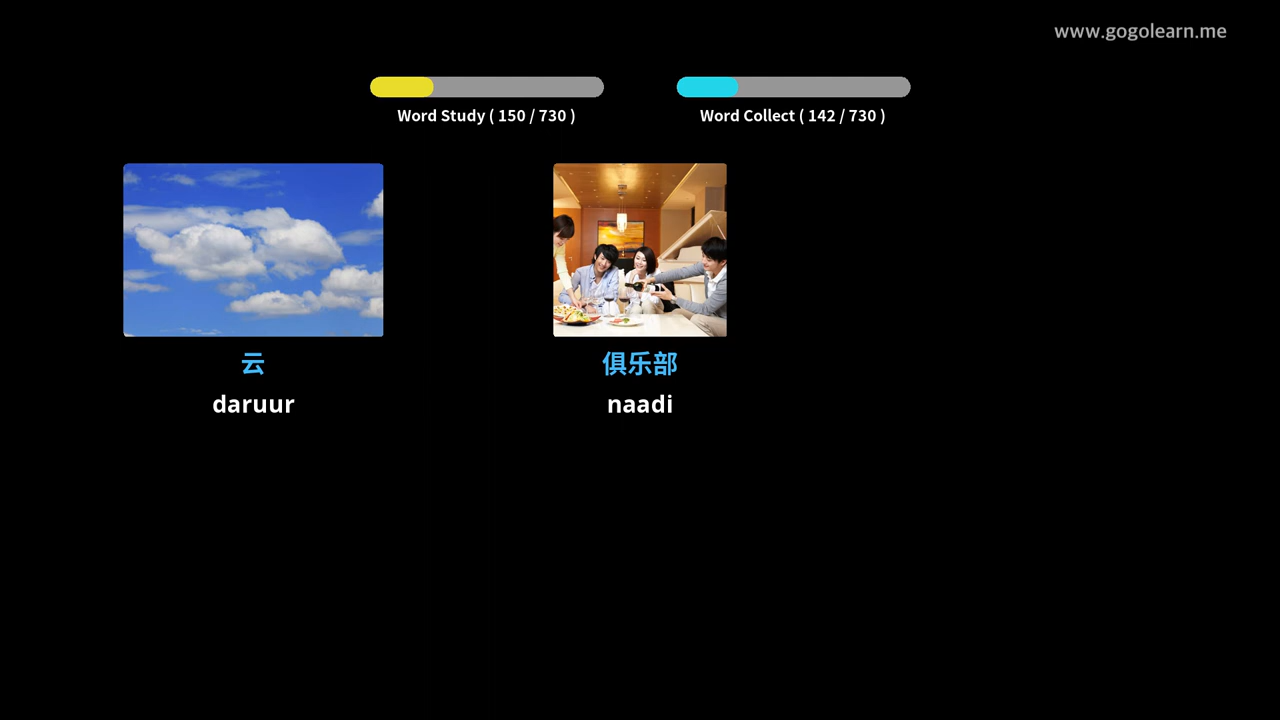 www.gogolearn.me
Word Study ( 150 / 730 )
Word Collect ( 142 / 730 )
云
daruur
俱乐部
naadi